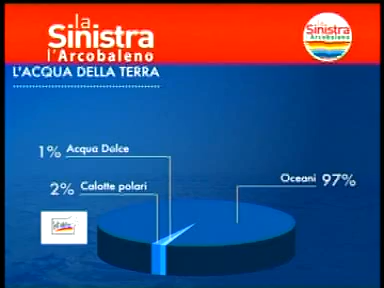 la
Sinistra
l'Arcobaleno
la
Sinistra
l'Arcobaleno
L'ACQUA DELLA TERRA
1% Acqua Dolce
2% Calotte polari
Oceani 97%